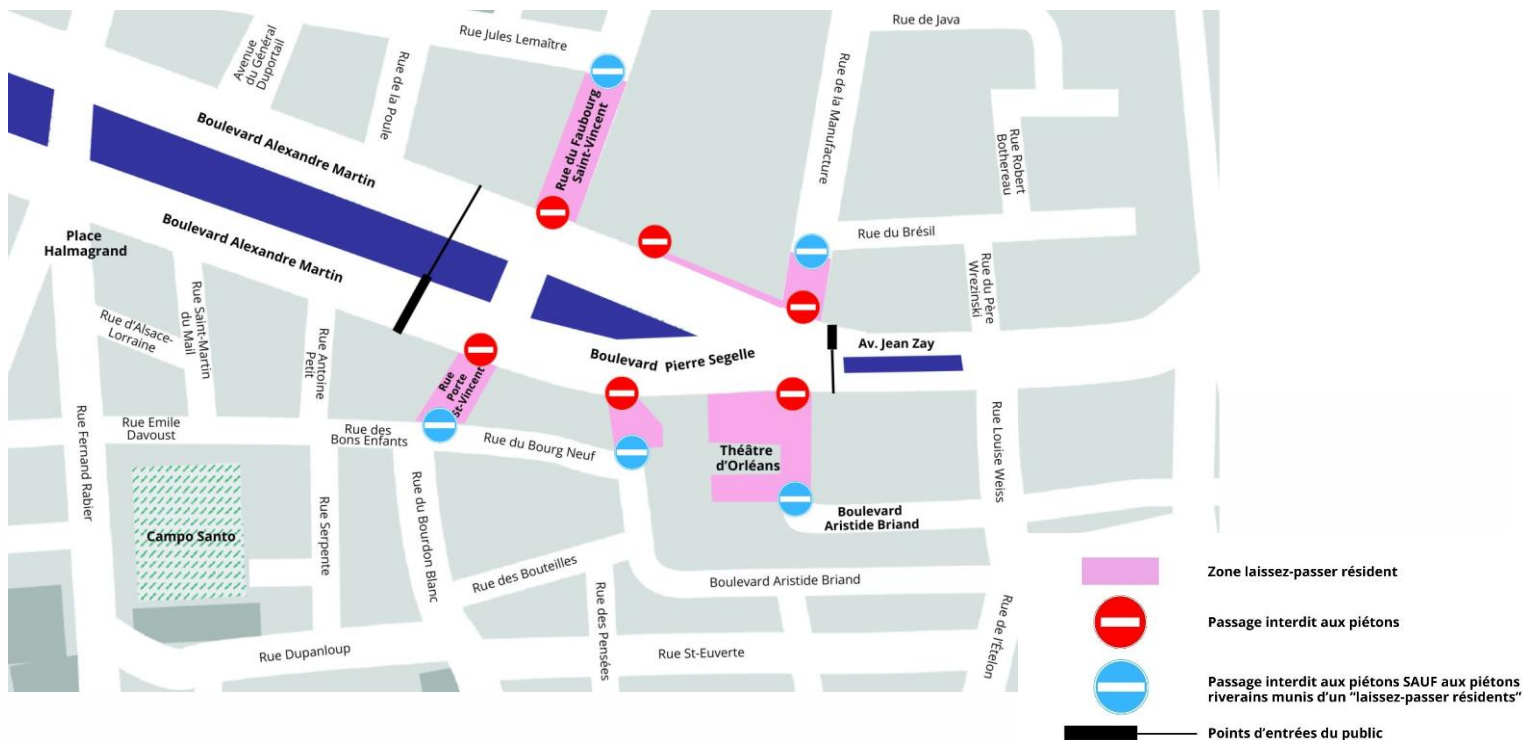 Rue de Java
Rue Jules Lemaître
Avenue
du Général
Duportail
Rue de la Poule
Rue du Faubourg
Saint-Vincent
Rue de la Manufacture
Rue Robert
Bothereau
Boulevard Alexandre Martin
Boulevard Alexandre Martin
Place
Halmagrand
Rue du Brésil
Rue du Père
Wrezinski
Rue Saint-Martin
du Mail
Rue d'Alsace-
Lorraine
Rue Antoine
Petit
Rue
Porte
St-Vincent
Boulevard Pierre Segelle
Av. Jean Zay
Rue Fernand Rabier
Rue Emile
Davoust
Rue des
Bons Enfants
Rue du Bourg Neuf
Théâtre
d'Orléans
Rue Louise Weiss
Campo Santo
Rue Serpente
Rue du Bourdon Blanc
Boulevard
Aristide Briand
Rue des Bouteilles
Boulevard Aristide Briand
Rue des Pensées
Rue Dupanloup
Rue St-Euverte
Rue de l'Ételon
Zone laissez-passer résident
Passage interdit aux piétons
Passage interdit aux piétons SAUF aux piétons
riverains munis d'un "laissez-passer résidents"
Points d'entrées du public